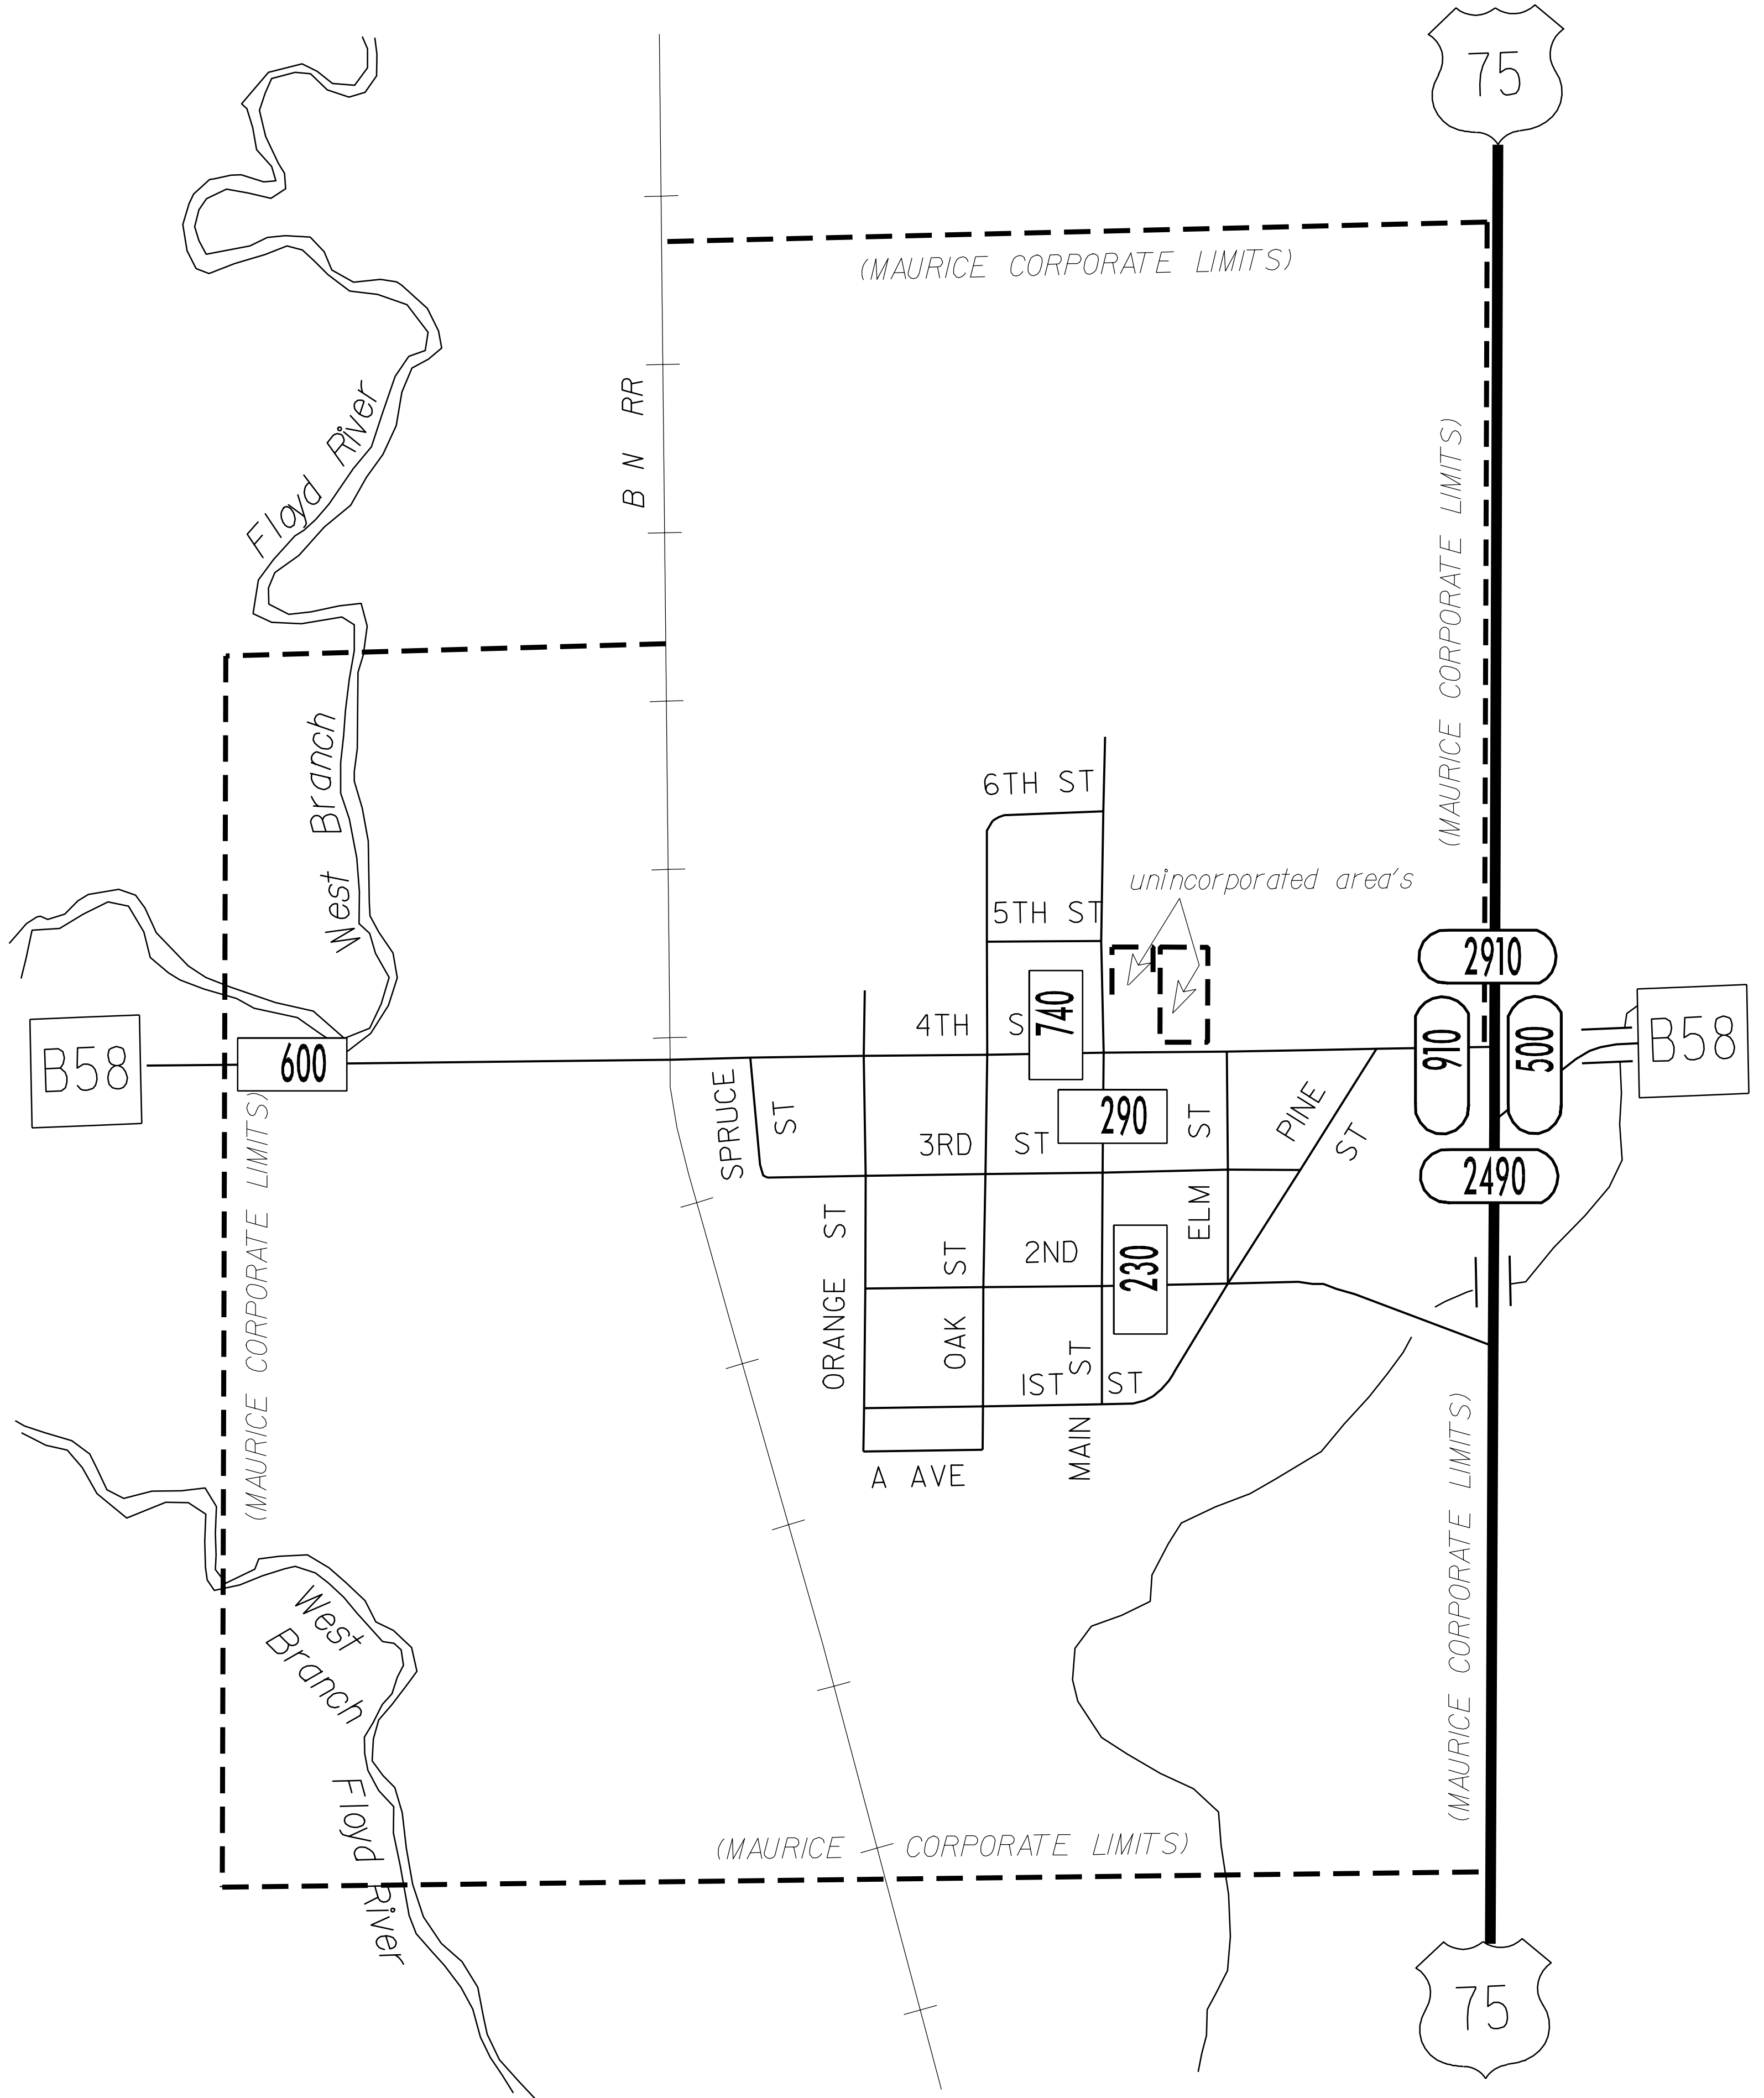 75
(MAURICE CORPORATE LIMITS)
B N RR
Floyd River
(MAURICE CORPORATE LIMITS)
West Branch
6TH ST
unincorporated area's
5TH ST
2910
740
4TH S
910
500
B58
B58
600
SPRUCE ST
290
3RD ST
ELM ST
PINE ST
2490
(MAURICE CORPORATE LIMITS)
ORANGE ST
OAK ST
2ND
230
MAIN ST
1ST ST
A AVE
(MAURICE CORPORATE LIMITS)
West
Branch
Floyd River
(MAURICE CORPORATE LIMITS)
75